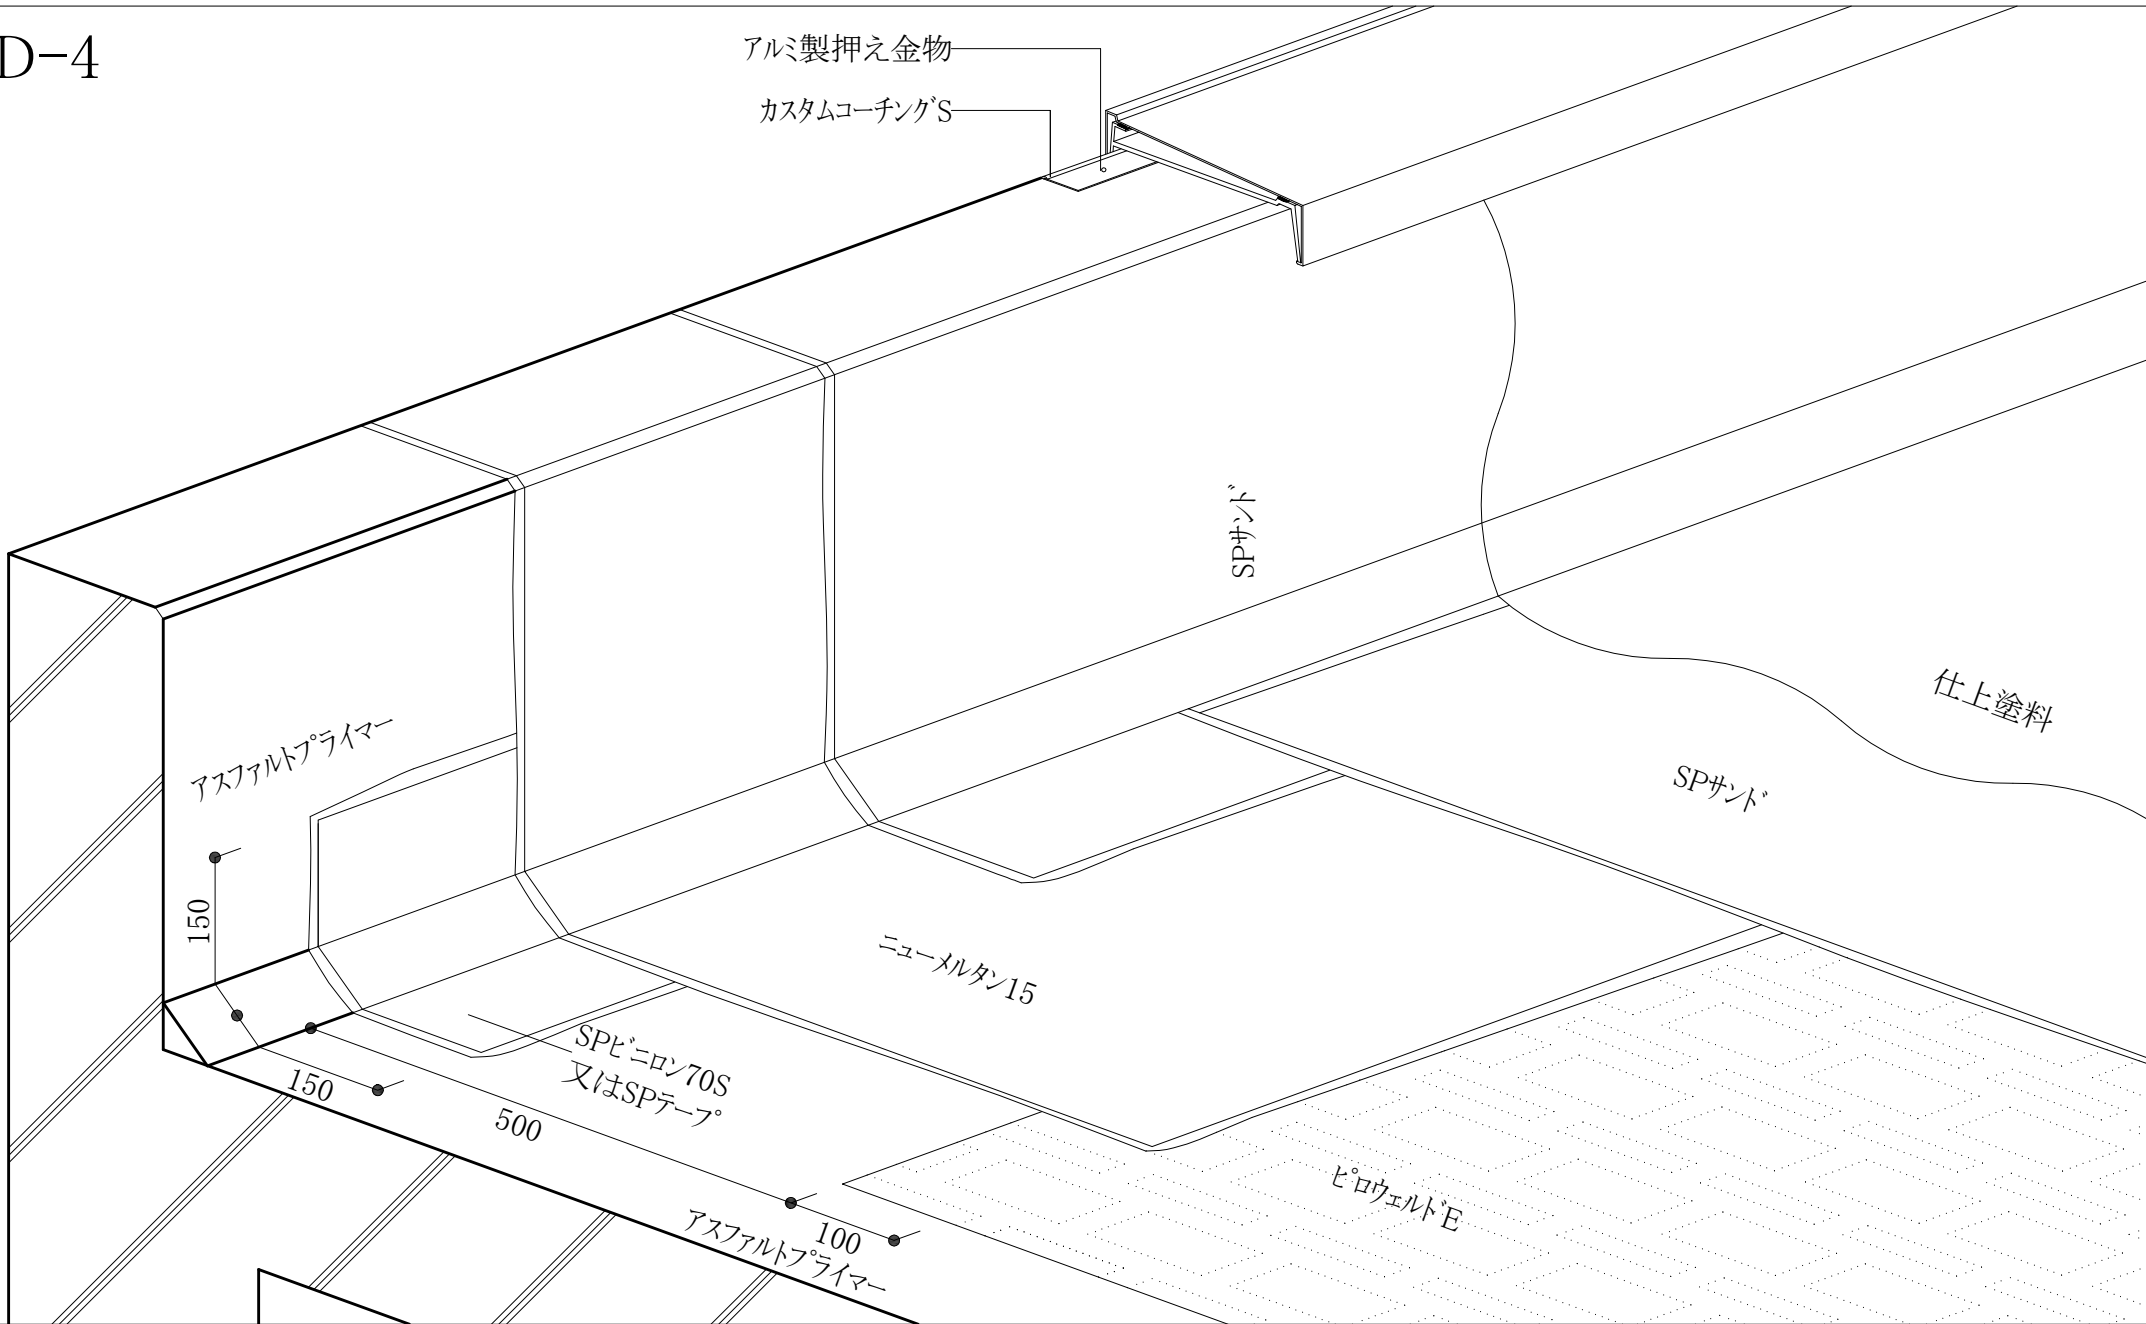 D-4
アルミ製押え金物
カスタムコーチングS
SPサンド
仕上塗料
SPサンド
アスファルトプライマー
150
ニューメルタン15
SPビニロン70S
又はSPテープ
150
500
100
アスファルトプライマー
ピロウェルドE